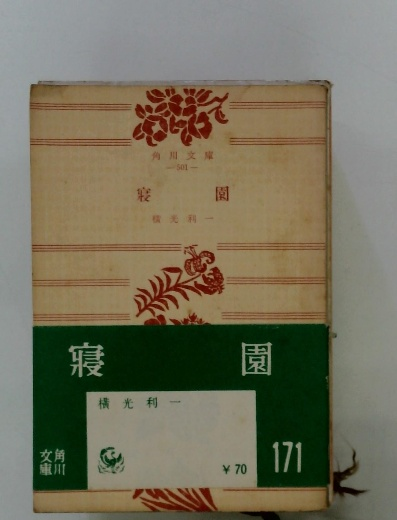 角川文庫
—501—
寝園
横光利一
寝園
横光利一
角川
文庫
¥70
171